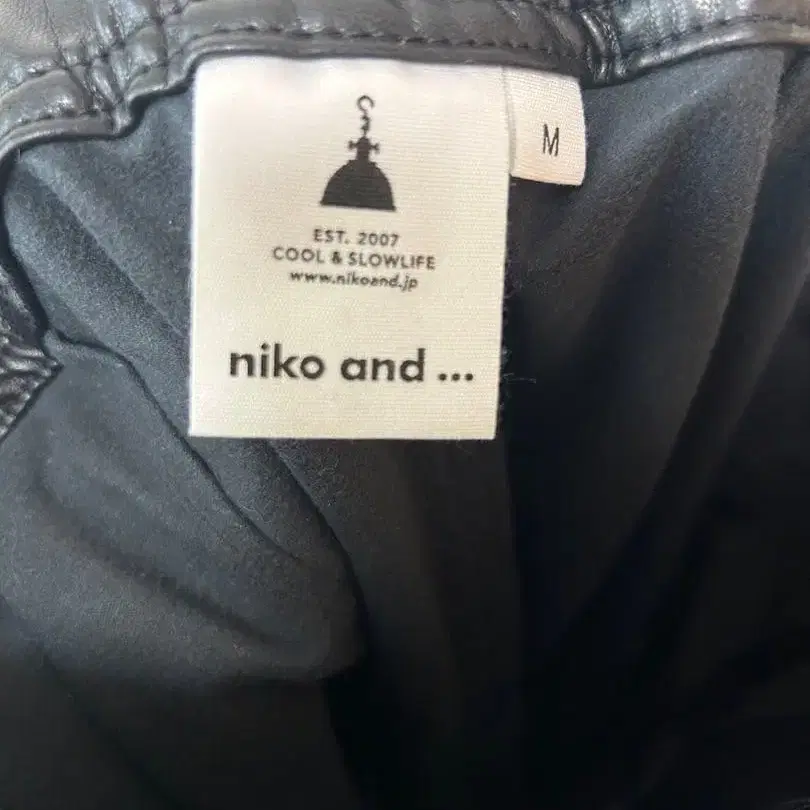 EST. 2007
COOL & SLOWLIFE
www.nikoand.jp
niko and ...
M